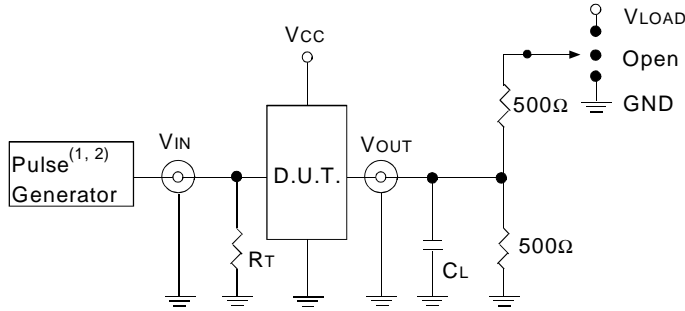 VLOAD
VCC
Open
500Ω
GND
VIN
VOUT
Pulse(1, 2)
Generator
D.U.T.
RT
CL
500Ω